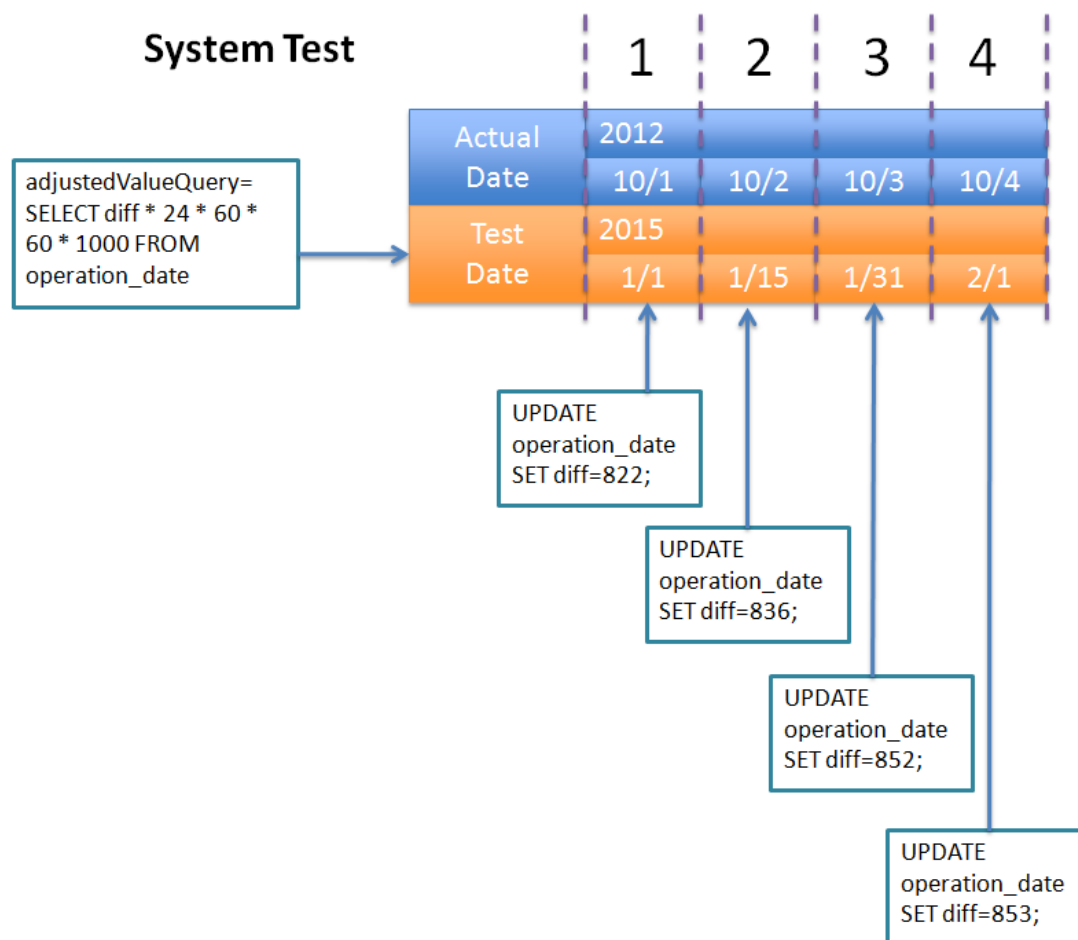 System Test
1 2 3 4
adjustedValueQuery=
SELECT diff * 24 * 60 *
60 * 1000 FROM
operation_date
Actual
Date
2012
10/1 10/2 10/3 10/4
Test
Date
2015
1/1 1/15 1/31 2/1
UPDATE
operation_date
SET diff=822;
UPDATE
operation_date
SET diff=836;
UPDATE
operation_date
SET diff=852;
UPDATE
operation_date
SET diff=853;